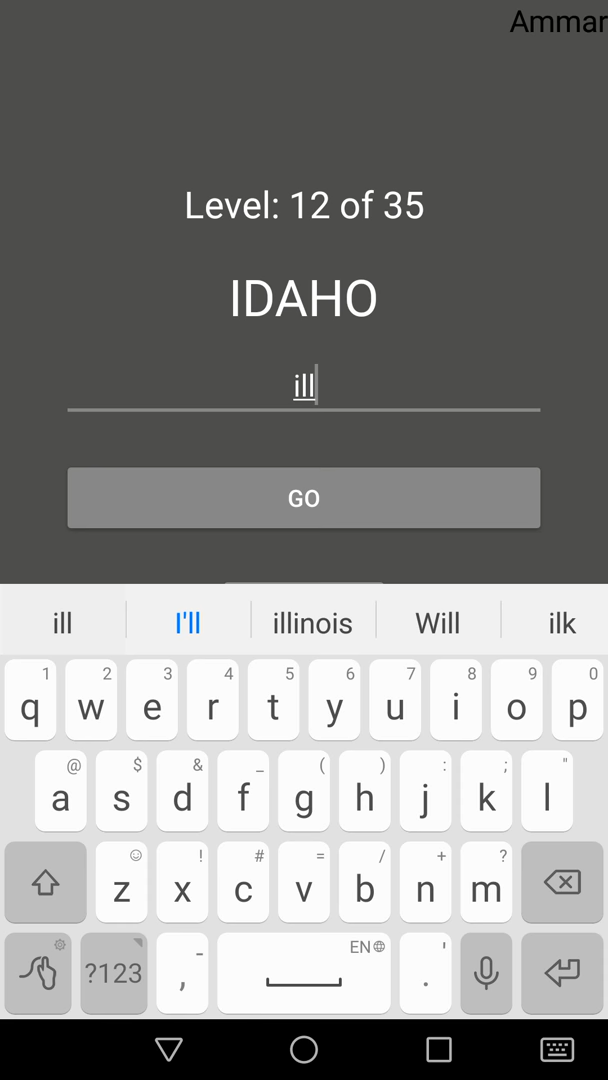 Ammar
Level: 12 of 35
IDAHO
ill
GO
ill I'll illinois Will ilk
1 2 3 4 5 6 7 8 9 0
q w e r t y u i o p
@ $ & _ ( ) : ; "
a s d f g h j k l
! # = / + ?
z x c v b n m
- EN '
?123 , .